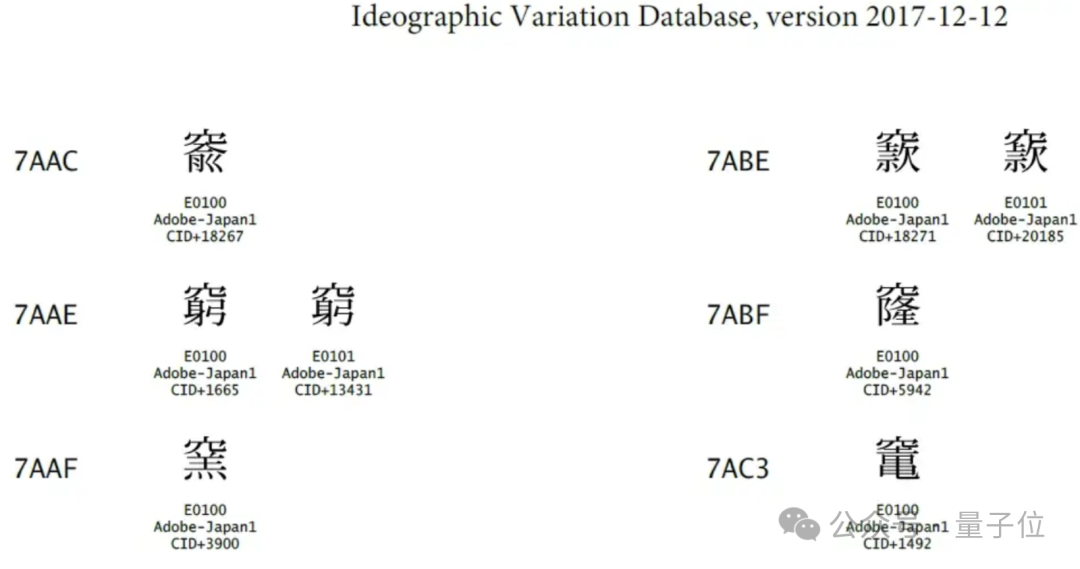 Ideographic Variation Database, version 2017-12-12
7AAC
窬
E0100
Adobe-Japan1
CID+18267
7AAE
窮 窮
E0100 E0101
Adobe-Japan1 Adobe-Japan1
CID+1665 CID+13431
7AAF
窯
E0100
Adobe-Japan1
CID+3900
7ABE
窾 窾
E0100 E0101
Adobe-Japan1 Adobe-Japan1
CID+18271 CID+20185
7ABF
窿
E0100
Adobe-Japan1
CID+5942
7AC3
竃
E0100
Adobe-Japan1
CID+1492
公众号·量子位